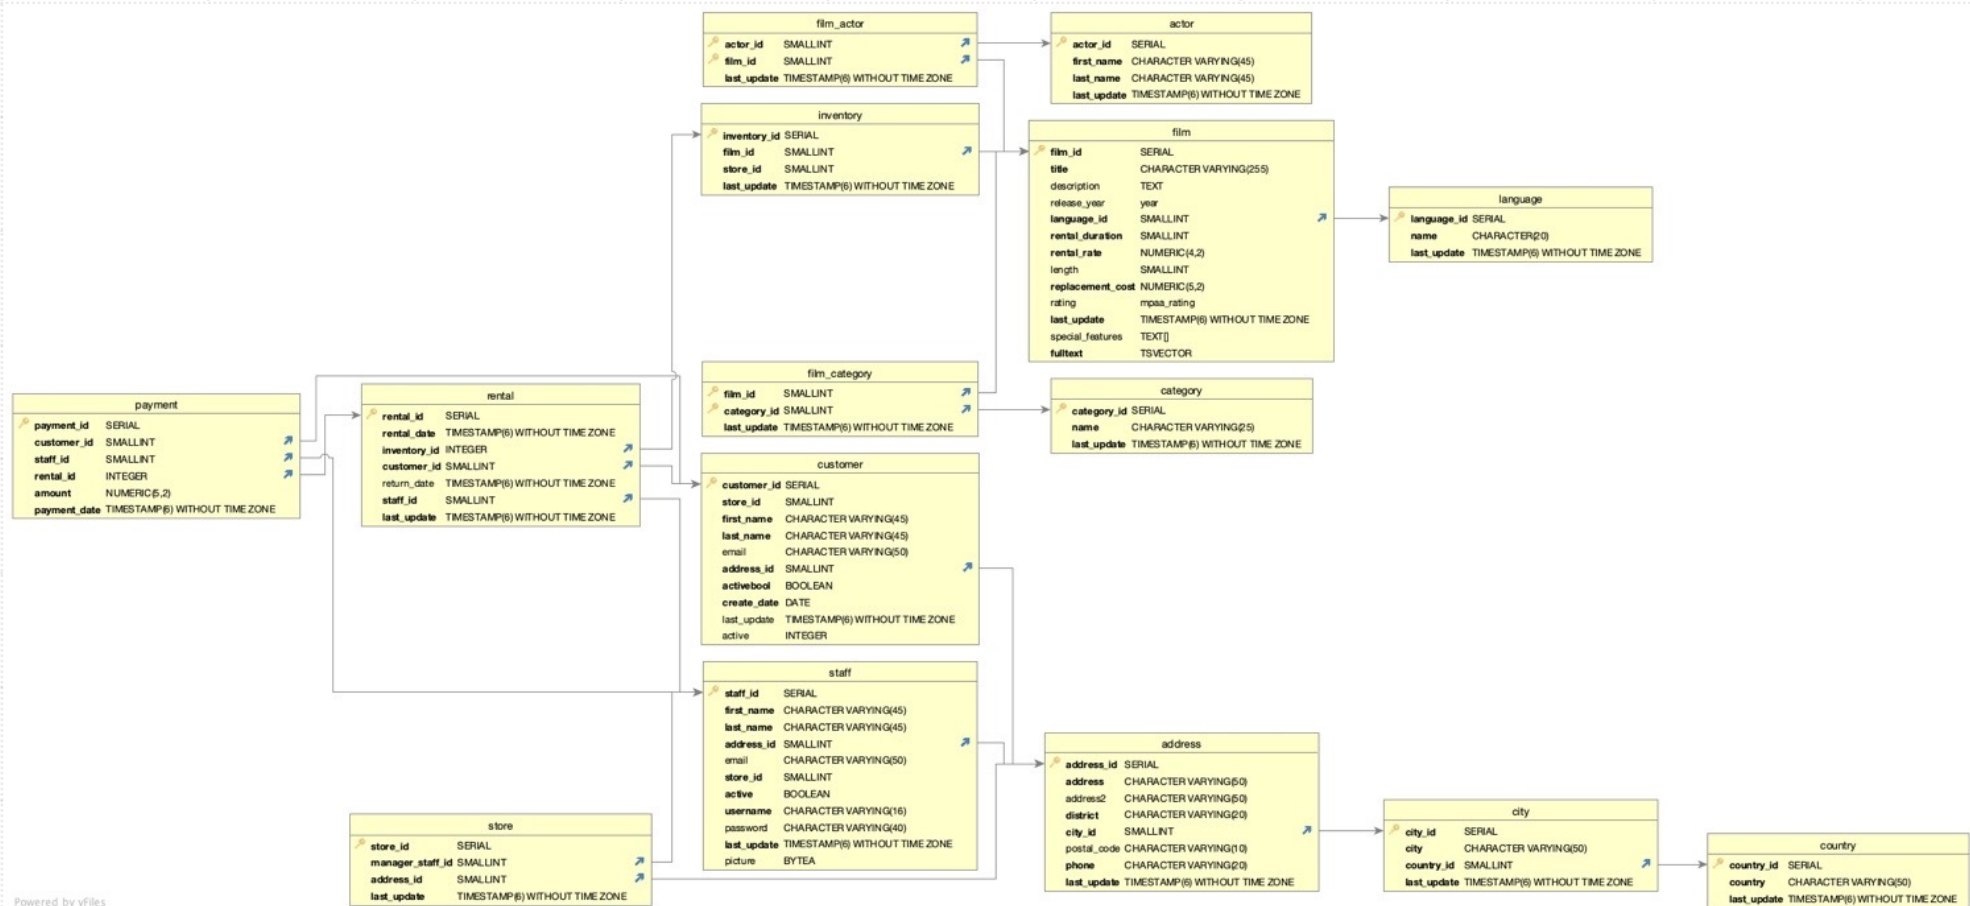 film_actor
actor_id SMALLINT
film_id SMALLINT
last_update TIMESTAMP(6) WITHOUT TIME ZONE
actor
actor_id SERIAL
first_name CHARACTER VARYING(45)
last_name CHARACTER VARYING(45)
last_update TIMESTAMP(6) WITHOUT TIME ZONE
inventory
inventory_id SERIAL
film_id SMALLINT
store_id SMALLINT
last_update TIMESTAMP(6) WITHOUT TIME ZONE
film
film_id SERIAL
title CHARACTER VARYING(255)
description TEXT
release_year year
language_id SMALLINT
rental_duration SMALLINT
rental_rate NUMERIC(4,2)
length SMALLINT
replacement_cost NUMERIC(5,2)
rating mpaa_rating
last_update TIMESTAMP(6) WITHOUT TIME ZONE
special_features TEXT[]
fulltext TSVECTOR
language
language_id SERIAL
name CHARACTER(20)
last_update TIMESTAMP(6) WITHOUT TIME ZONE
payment
payment_id SERIAL
customer_id SMALLINT
staff_id SMALLINT
rental_id INTEGER
amount NUMERIC(5,2)
payment_date TIMESTAMP(6) WITHOUT TIME ZONE
rental
rental_id SERIAL
rental_date TIMESTAMP(6) WITHOUT TIME ZONE
inventory_id INTEGER
customer_id SMALLINT
return_date TIMESTAMP(6) WITHOUT TIME ZONE
staff_id SMALLINT
last_update TIMESTAMP(6) WITHOUT TIME ZONE
film_category
film_id SMALLINT
category_id SMALLINT
last_update TIMESTAMP(6) WITHOUT TIME ZONE
category
category_id SERIAL
name CHARACTER VARYING(25)
last_update TIMESTAMP(6) WITHOUT TIME ZONE
customer
customer_id SERIAL
store_id SMALLINT
first_name CHARACTER VARYING(45)
last_name CHARACTER VARYING(45)
email CHARACTER VARYING(50)
address_id SMALLINT
activebool BOOLEAN
create_date DATE
last_update TIMESTAMP(6) WITHOUT TIME ZONE
active INTEGER
staff
staff_id SERIAL
first_name CHARACTER VARYING(45)
last_name CHARACTER VARYING(45)
address_id SMALLINT
email CHARACTER VARYING(50)
store_id SMALLINT
active BOOLEAN
username CHARACTER VARYING(16)
password CHARACTER VARYING(40)
last_update TIMESTAMP(6) WITHOUT TIME ZONE
picture BYTEA
store
store_id SERIAL
manager_staff_id SMALLINT
address_id SMALLINT
last_update TIMESTAMP(6) WITHOUT TIME ZONE
address
address_id SERIAL
address CHARACTER VARYING(50)
address2 CHARACTER VARYING(50)
district CHARACTER VARYING(20)
city_id SMALLINT
postal_code CHARACTER VARYING(10)
phone CHARACTER VARYING(20)
last_update TIMESTAMP(6) WITHOUT TIME ZONE
city
city_id SERIAL
city CHARACTER VARYING(50)
country_id SMALLINT
last_update TIMESTAMP(6) WITHOUT TIME ZONE
country
country_id SERIAL
country CHARACTER VARYING(50)
last_update TIMESTAMP(6) WITHOUT TIME ZONE
Powered by yFiles